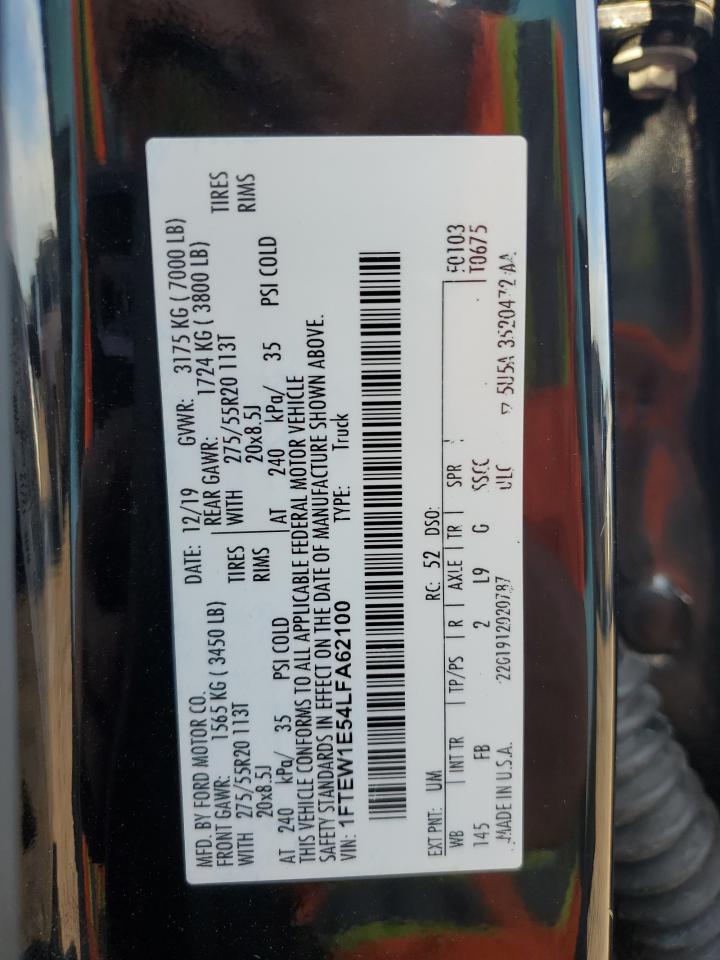 MFD. BY FORD MOTOR CO.
DATE: 12/19 GVWR: 3175 KG ( 7000 LB)
FRONT GAWR: 1565 KG ( 3450 LB)
REAR GAWR: 1724 KG ( 3800 LB)
WITH 275/55R20 113T TIRES
WITH 275/55R20 113T TIRES
20x8.5J RIMS
20x8.5J RIMS
AT 240 kPa/ 35 PSI COLD
AT 240 kPa/ 35 PSI COLD
THIS VEHICLE CONFORMS TO ALL APPLICABLE FEDERAL MOTOR VEHICLE
SAFETY STANDARDS IN EFFECT ON THE DATE OF MANUFACTURE SHOWN ABOVE.
VIN: 1FTEW1E54LFA62100 TYPE: Truck
EXT PNT: UM RC: 52 DSO:
WB INT TR TP/PS R AXLE TR SPR
F0103
T0675
145 FB 2 L9 G SSCC
MADE IN U.S.A. ULC